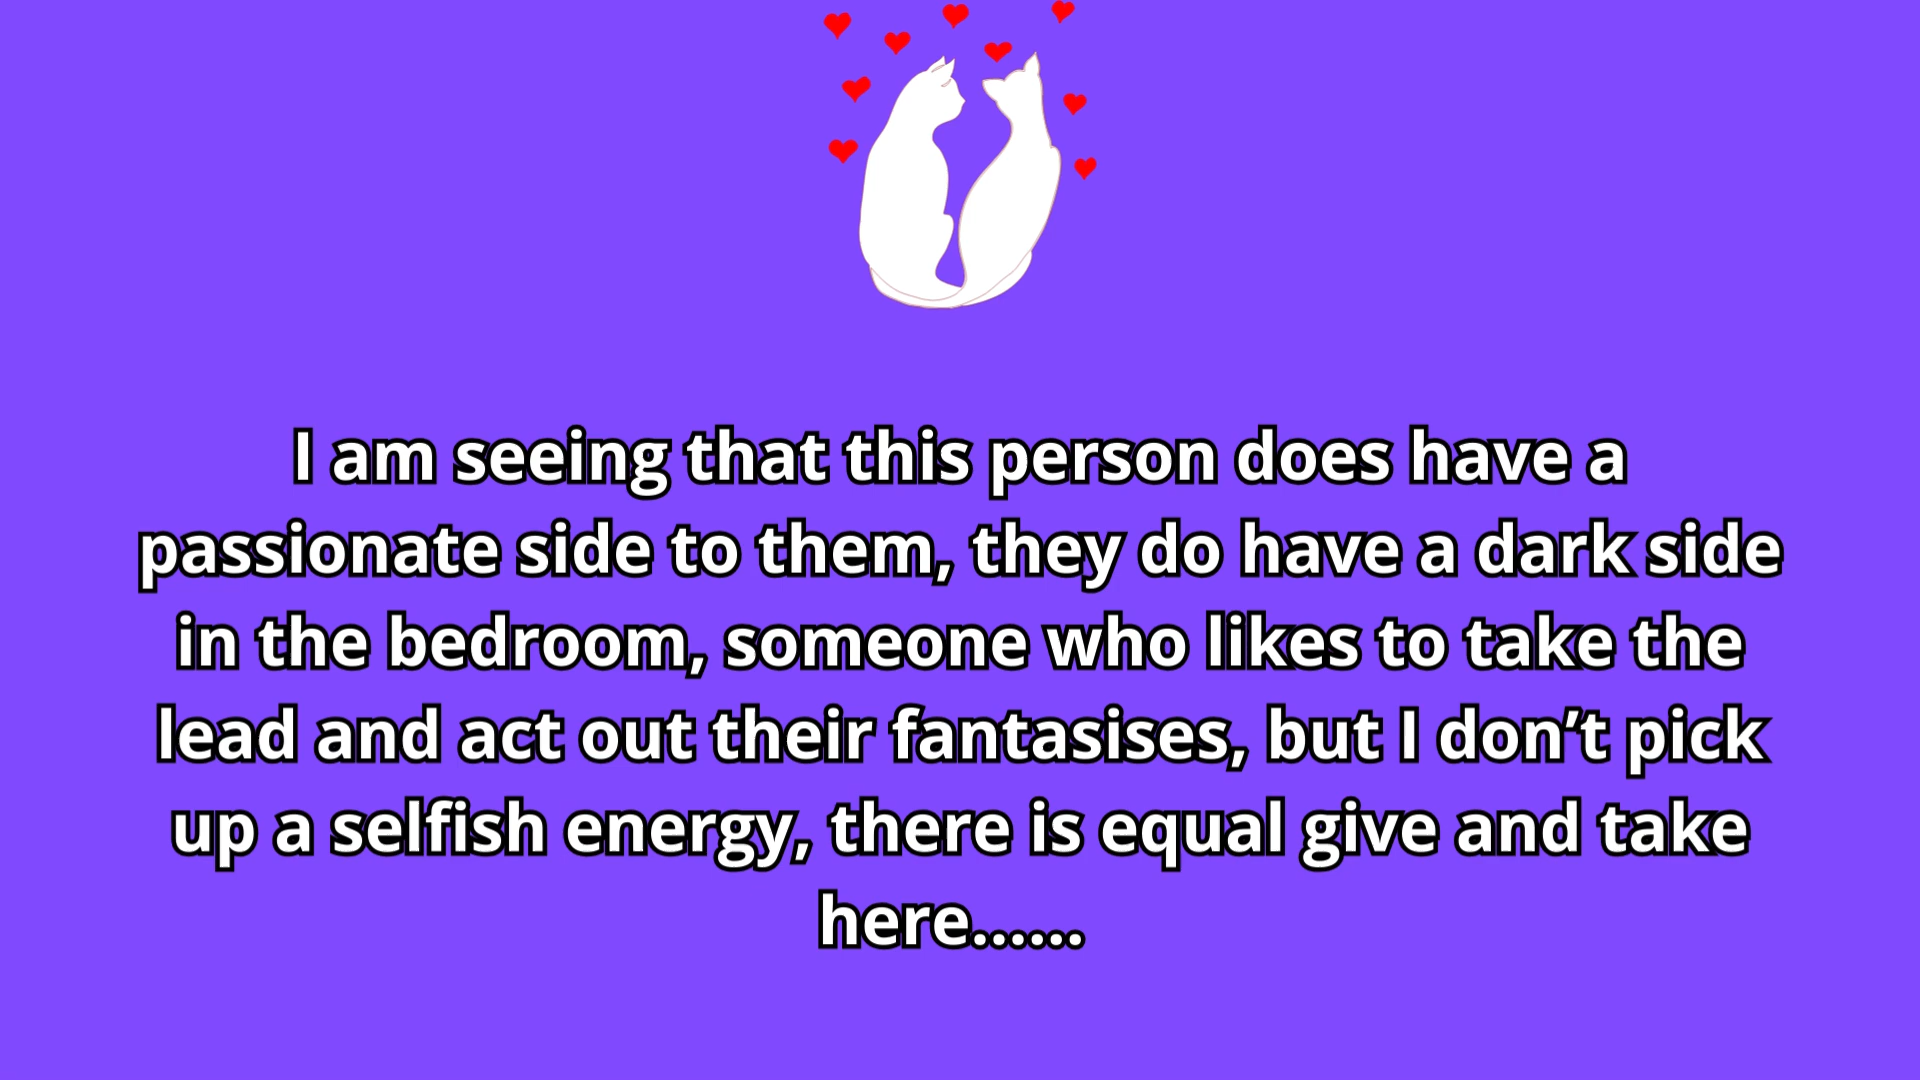 I am seeing that this person does have a
passionate side to them, they do have a dark side
in the bedroom, someone who likes to take the
lead and act out their fantasises, but I don’t pick
up a selfish energy, there is equal give and take
here......